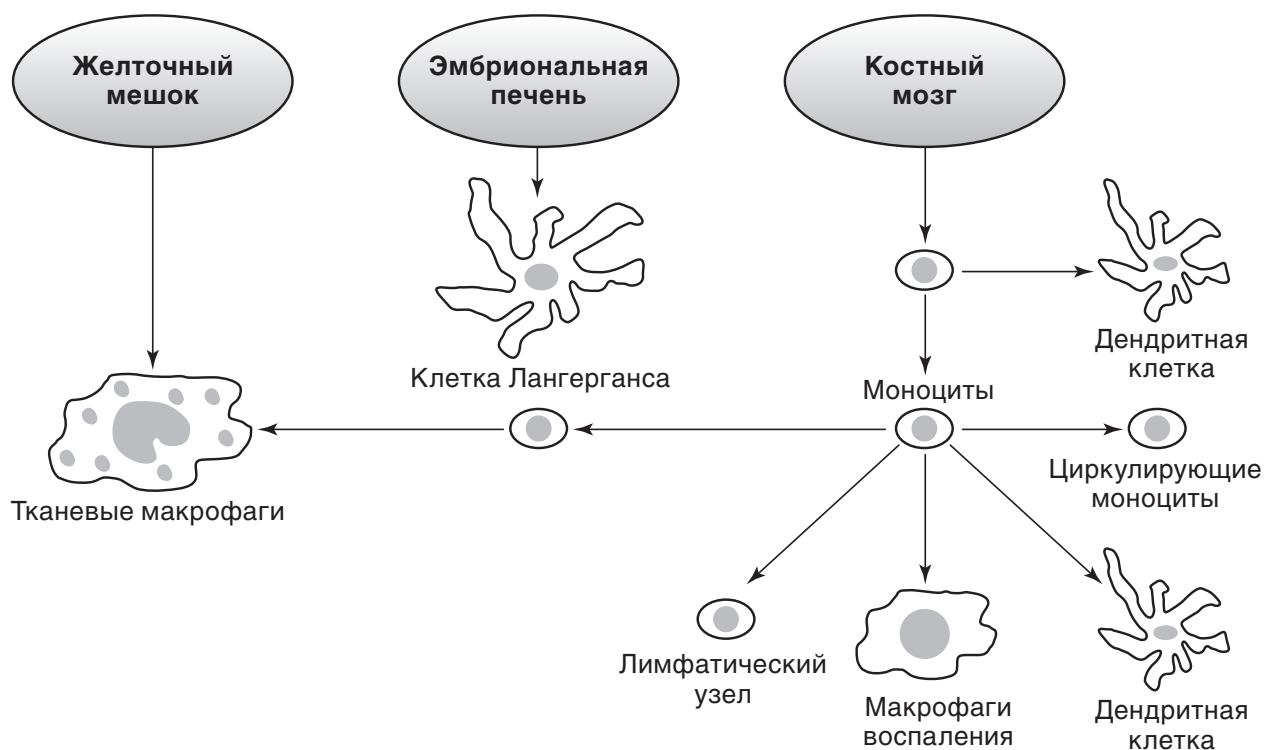 Желточный
мешок
Эмбриональная
печень
Костный
мозг
Клетка Лангерганса
Дендритная
клетка
Моноциты
Тканевые макрофаги
Циркулирующие
моноциты
Лимфатический
узел
Макрофаги
воспаления
Дендритная
клетка